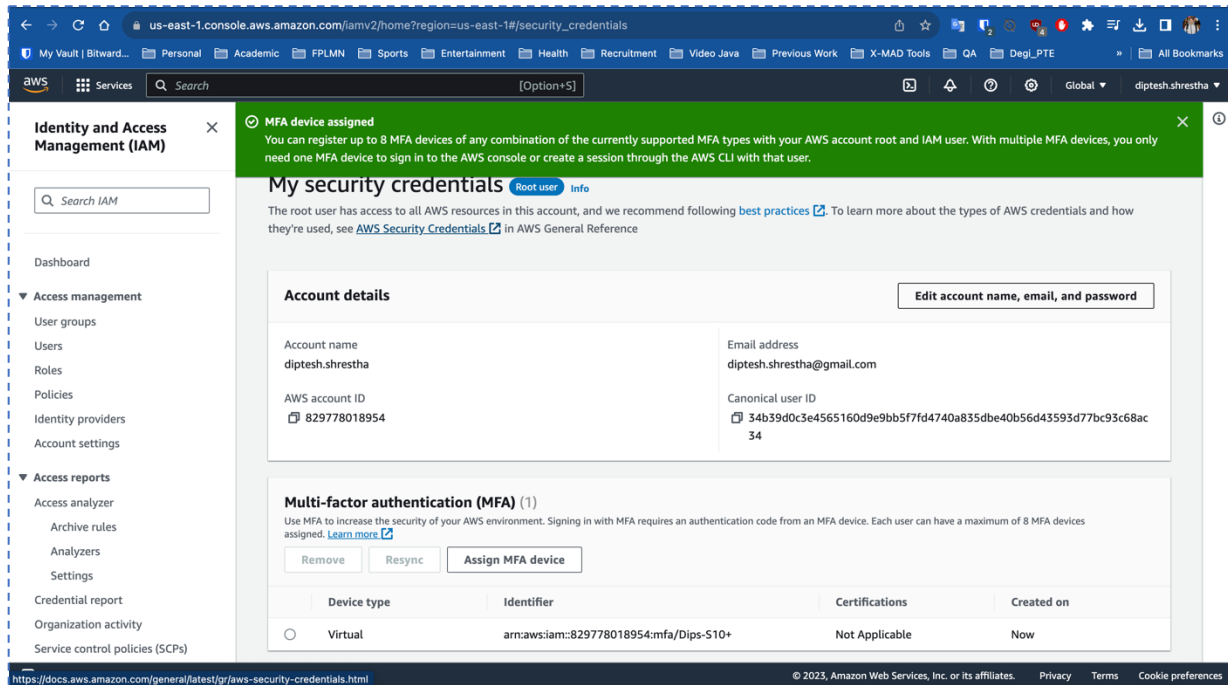 us-east-1.console.aws.amazon.com/iamv2/home?region=us-east-1#/security_credentials
My Vault | Bitward... Personal Academic FPLMN Sports Entertainment Health Recruitment Video Java Previous Work X-MAD Tools QA Degi_PTE » All Bookmarks
aws Services Search [Option+S] Global diptesh.shrestha
Identity and Access
Management (IAM)
Search IAM
Dashboard
Access management
User groups
Users
Roles
Policies
Identity providers
Account settings
Access reports
Access analyzer
Archive rules
Analyzers
Settings
Credential report
Organization activity
Service control policies (SCPs)
MFA device assigned
You can register up to 8 MFA devices of any combination of the currently supported MFA types with your AWS account root and IAM user. With multiple MFA devices, you only
need one MFA device to sign in to the AWS console or create a session through the AWS CLI with that user.
My security credentials Root user Info
The root user has access to all AWS resources in this account, and we recommend following best practices. To learn more about the types of AWS credentials and how
they're used, see AWS Security Credentials in AWS General Reference
Account details
Edit account name, email, and password
Account name
diptesh.shrestha
Email address
diptesh.shrestha@gmail.com
AWS account ID
829778018954
Canonical user ID
34b39d0c3e4565160d9e9bb5f7fd4740a835dbe40b56d43593d77bc93c68ac
34
Multi-factor authentication (MFA) (1)
Use MFA to increase the security of your AWS environment. Signing in with MFA requires an authentication code from an MFA device. Each user can have a maximum of 8 MFA devices
assigned. Learn more
Remove Resync Assign MFA device
Device type Identifier Certifications Created on
Virtual arn:aws:iam::829778018954:mfa/Dips-S10+ Not Applicable Now
https://docs.aws.amazon.com/general/latest/gr/aws-security-credentials.html
© 2023, Amazon Web Services, Inc. or its affiliates. Privacy Terms Cookie preferences